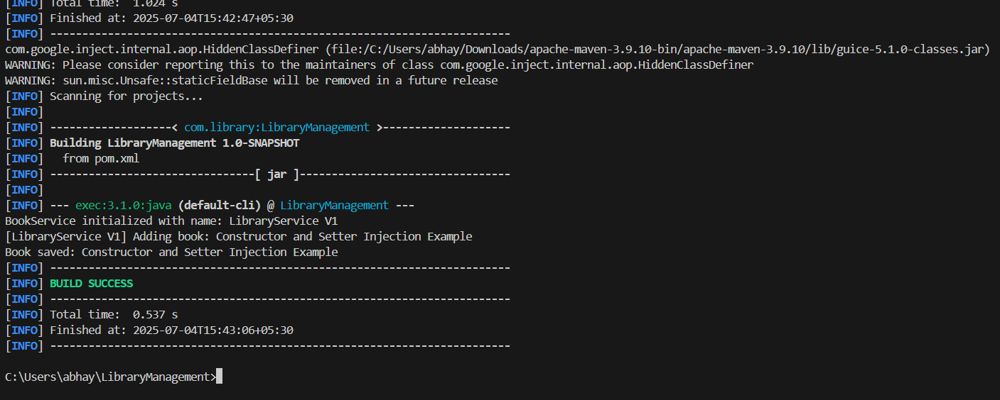 [INFO] Total time:  1.024 s
[INFO] Finished at: 2025-07-04T15:42:47+05:30
[INFO] ------------------------------------------------------------------------
com.google.inject.internal.aop.HiddenClassDefiner (file:/C:/Users/abhay/Downloads/apache-maven-3.9.10-bin/apache-maven-3.9.10/lib/guice-5.1.0-classes.jar)
WARNING: Please consider reporting this to the maintainers of class com.google.inject.internal.aop.HiddenClassDefiner
WARNING: sun.misc.Unsafe::staticFieldBase will be removed in a future release
[INFO] Scanning for projects...
[INFO]
[INFO] -------------------< com.library:LibraryManagement >--------------------
[INFO] Building LibraryManagement 1.0-SNAPSHOT
[INFO]   from pom.xml
[INFO] --------------------------------[ jar ]---------------------------------
[INFO]
[INFO] --- exec:3.1.0:java (default-cli) @ LibraryManagement ---
BookService initialized with name: LibraryService V1
[LibraryService V1] Adding book: Constructor and Setter Injection Example
Book saved: Constructor and Setter Injection Example
[INFO] ------------------------------------------------------------------------
[INFO] BUILD SUCCESS
[INFO] ------------------------------------------------------------------------
[INFO] Total time:  0.537 s
[INFO] Finished at: 2025-07-04T15:43:06+05:30
[INFO] ------------------------------------------------------------------------
C:\Users\abhay\LibraryManagement>